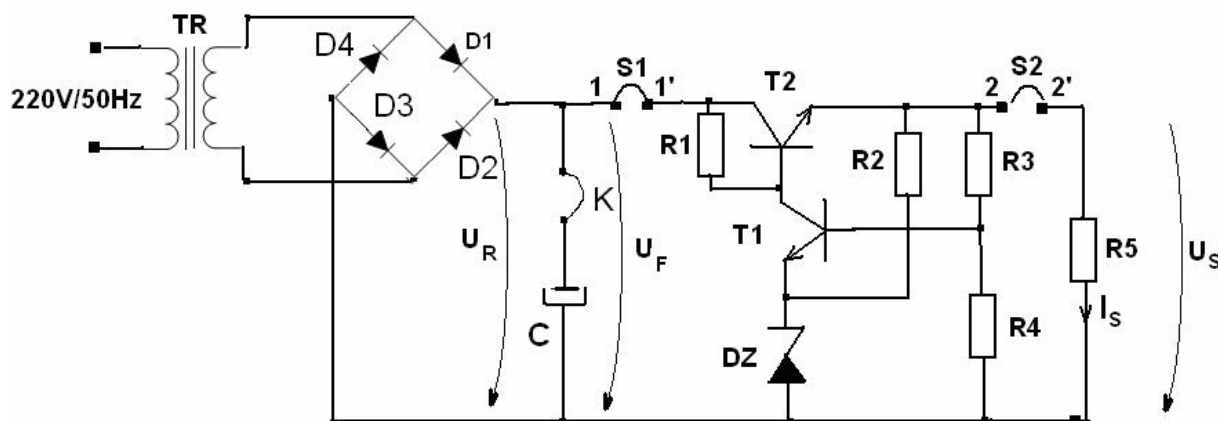 TR
220V/50Hz
D4
D1
D3
D2
U_R
K
C
U_F
1
S1
1'
R1
T2
T1
DZ
R2
R3
R4
2
S2
2'
R5
I_S
U_S